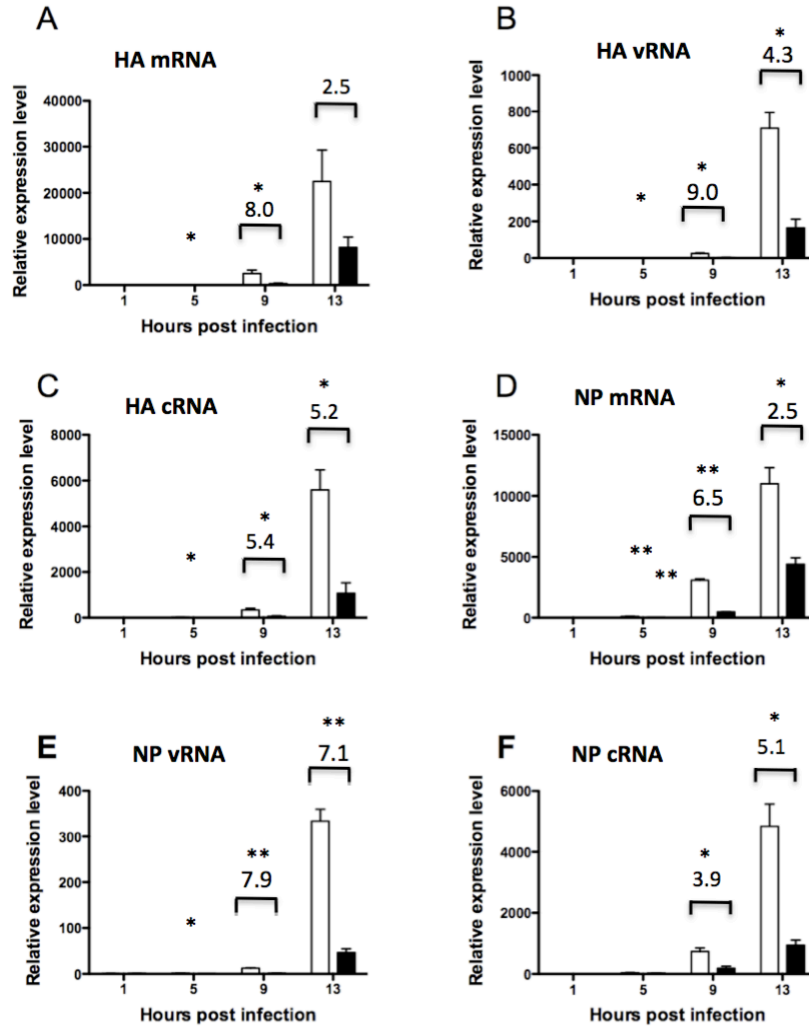 A
HA mRNA
2.5
*
8.0
*
40000
30000
20000
10000
0
Relative expression level
1 5 9 13
Hours post infection
B
HA vRNA
*
4.3
*
9.0
*
1000
800
600
400
200
0
Relative expression level
1 5 9 13
Hours post infection
C
HA cRNA
*
5.2
*
5.4
*
8000
6000
4000
2000
0
Relative expression level
1 5 9 13
Hours post infection
D
NP mRNA
*
2.5
**
6.5
**
**
15000
10000
5000
0
Relative expression level
1 5 9 13
Hours post infection
E
NP vRNA
**
7.1
**
7.9
*
400
300
200
100
0
Relative expression level
1 5 9 13
Hours post infection
F
NP cRNA
*
5.1
*
3.9
6000
4000
2000
0
Relative expression level
1 5 9 13
Hours post infection